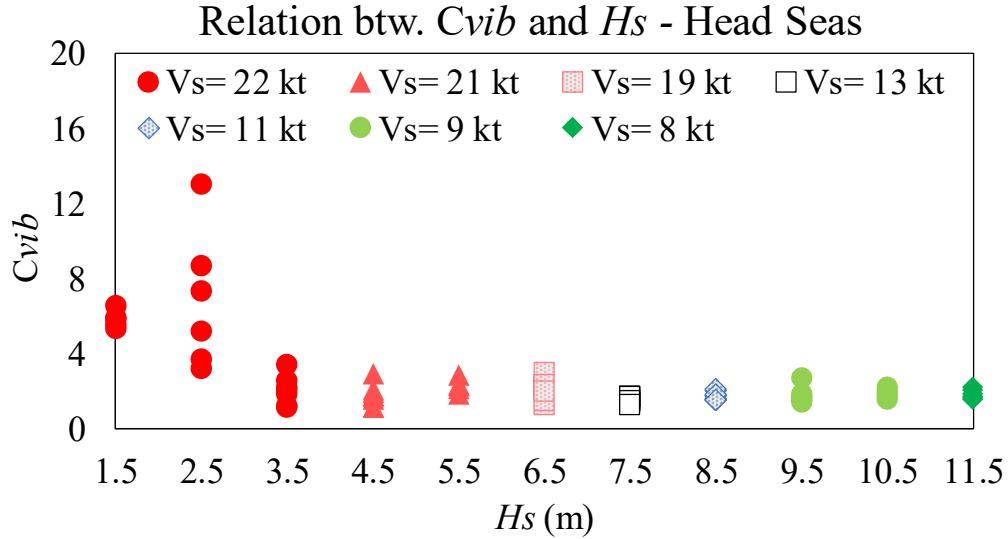 Relation btw. Cvib and Hs - Head Seas
20
Vs= 22 kt Vs= 21 kt Vs= 19 kt Vs= 13 kt
16
Vs= 11 kt Vs= 9 kt Vs= 8 kt
12
Cvib
8
4
0
1.5 2.5 3.5 4.5 5.5 6.5 7.5 8.5 9.5 10.5 11.5
Hs (m)